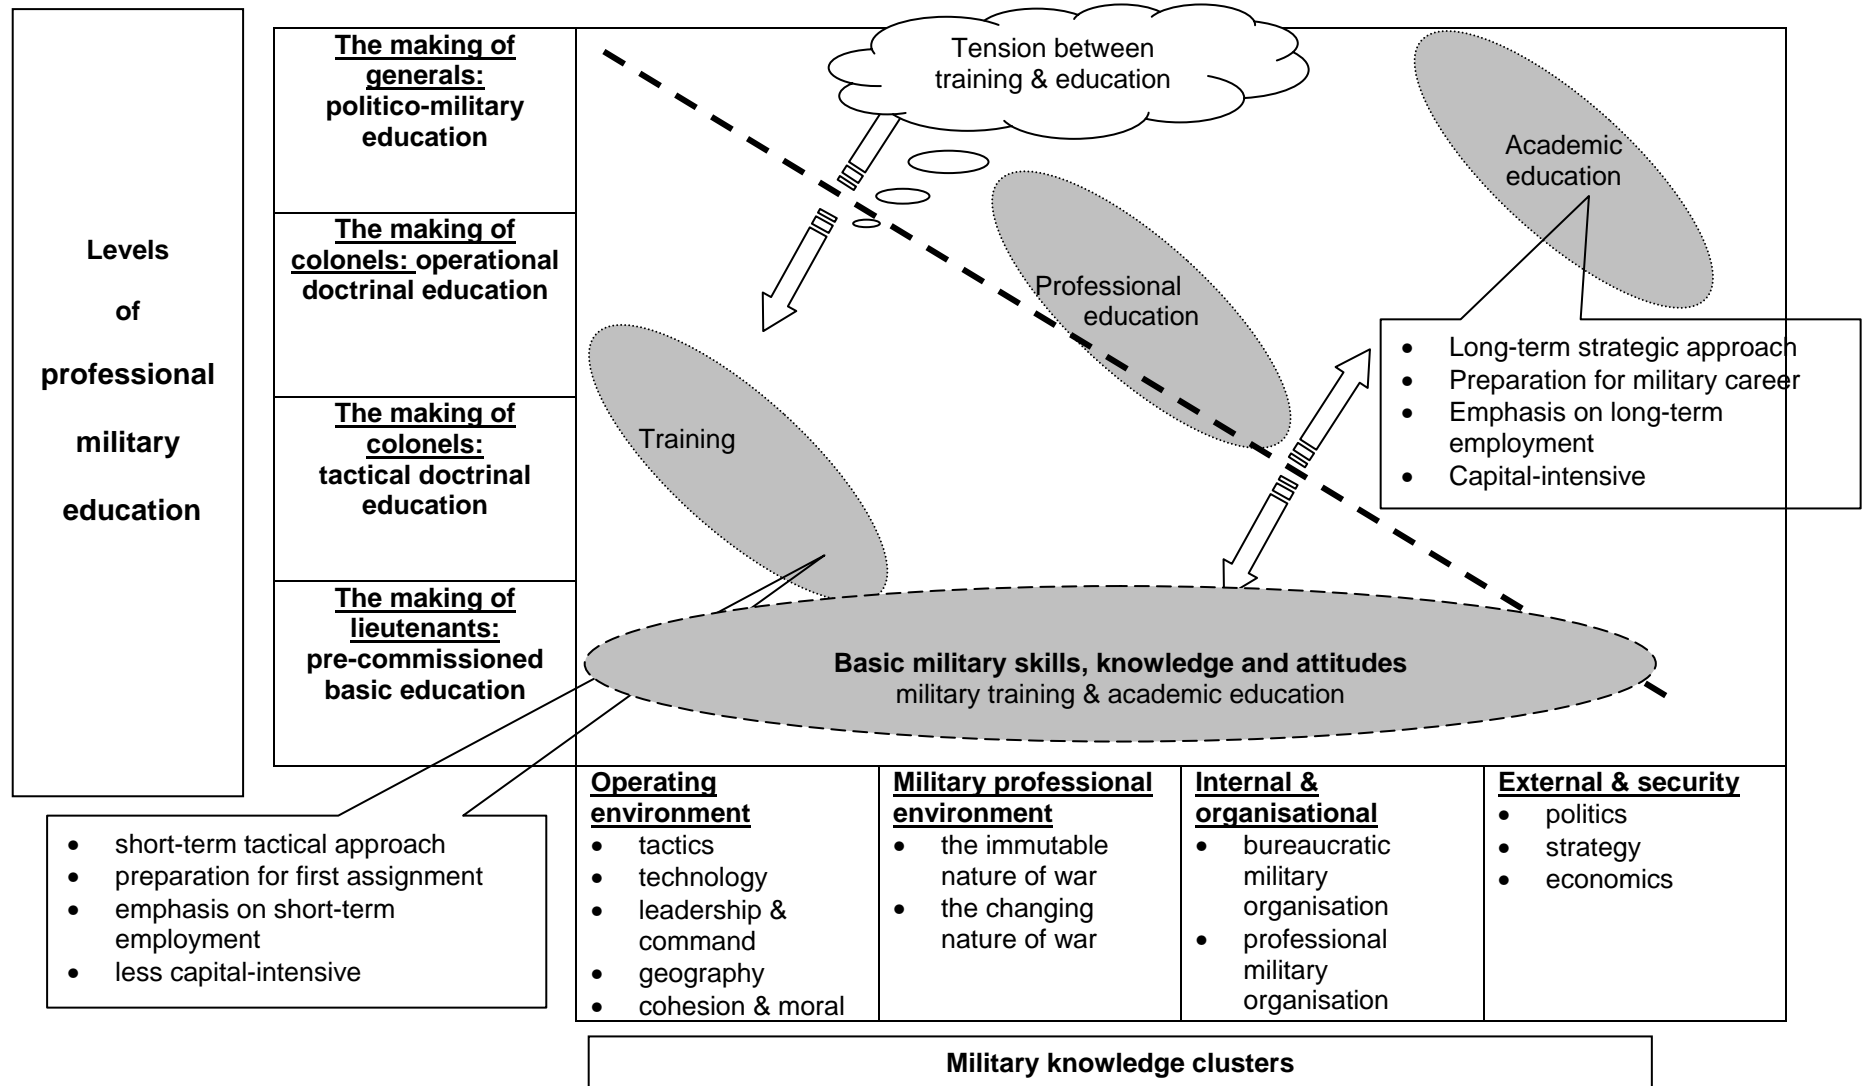 Levels
of
professional
military
education
The making of
generals:
politico-military
education
The making of
colonels: operational
doctrinal education
The making of
colonels:
tactical doctrinal
education
The making of
lieutenants:
pre-commissioned
basic education
Tension between
training & education
Academic
education
Professional
education
Training
• Long-term strategic approach
• Preparation for military career
• Emphasis on long-term
employment
• Capital-intensive
Basic military skills, knowledge and attitudes
military training & academic education
• short-term tactical approach
• preparation for first assignment
• emphasis on short-term
employment
• less capital-intensive
Operating
environment
• tactics
• technology
• leadership &
command
• geography
• cohesion & moral
Military professional
environment
• the immutable
nature of war
• the changing
nature of war
Internal &
organisational
• bureaucratic
military
organisation
• professional
military
organisation
External & security
• politics
• strategy
• economics
Military knowledge clusters